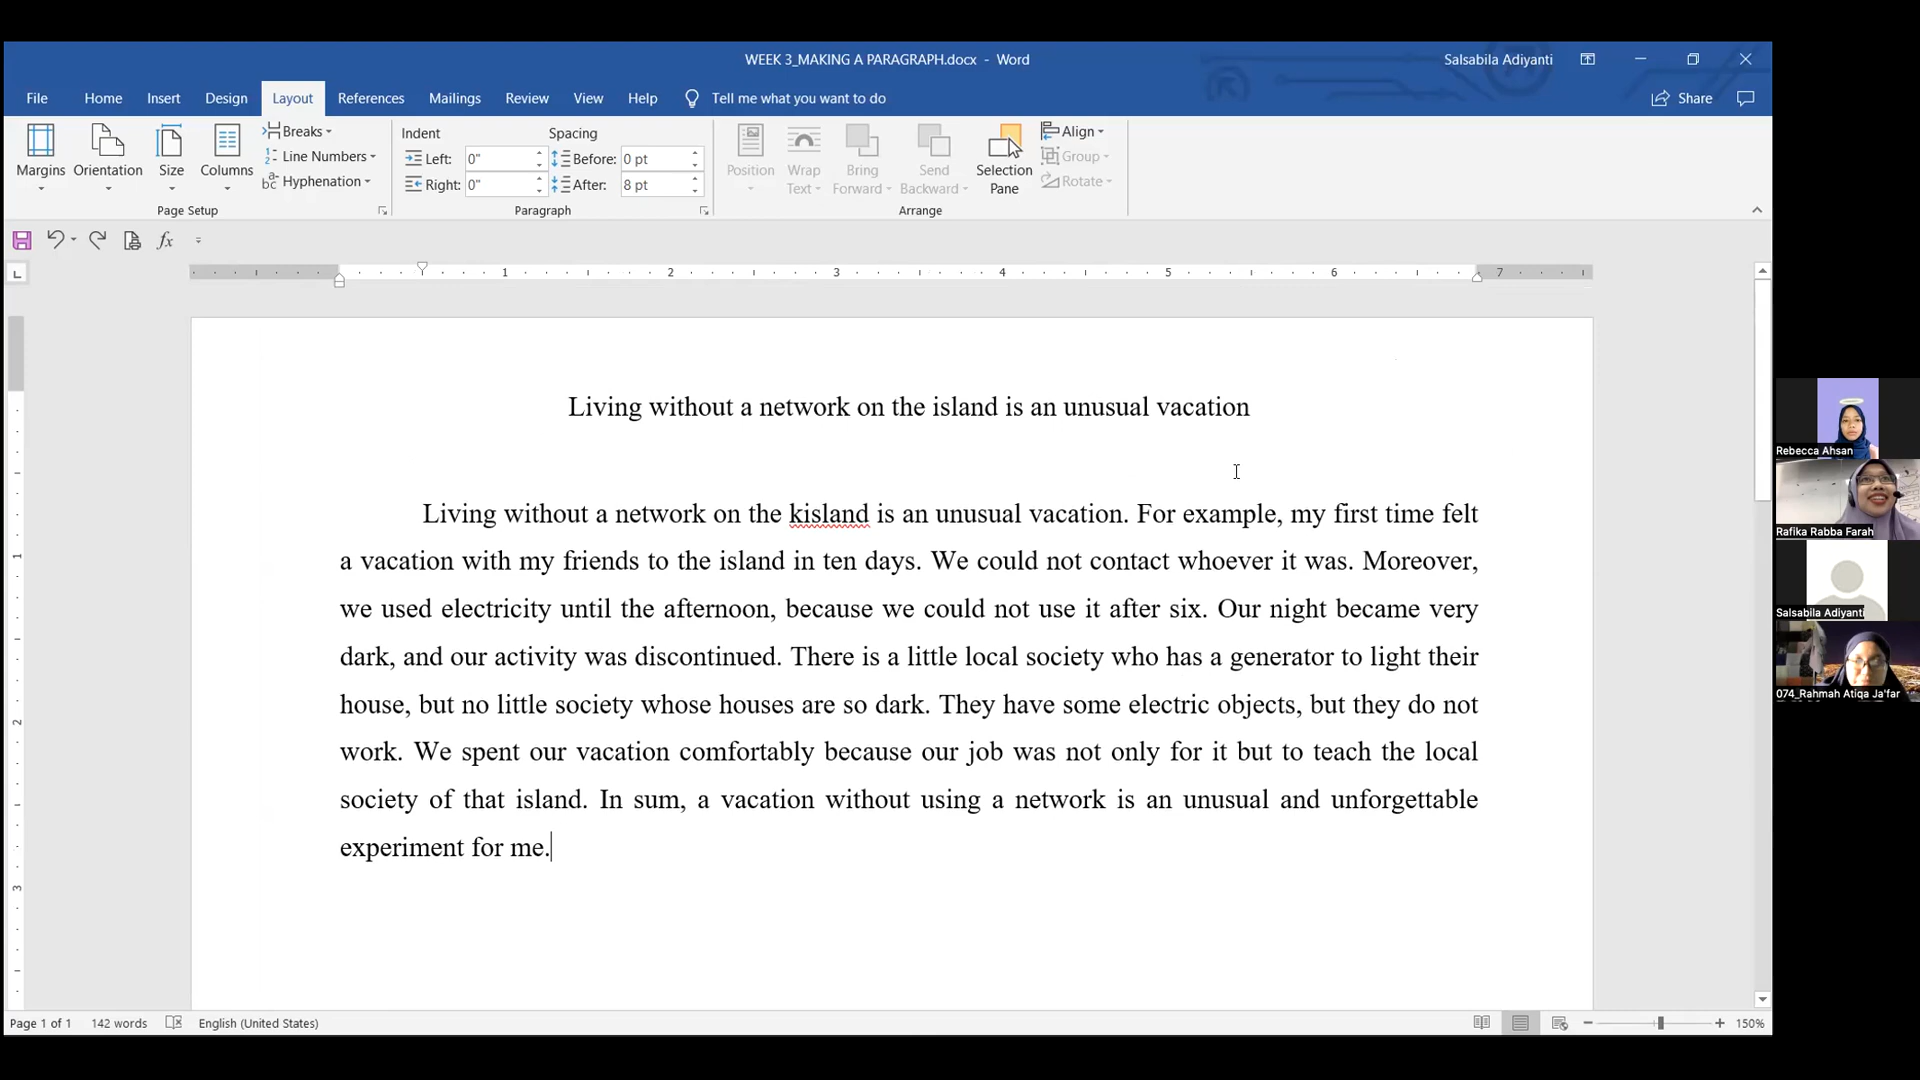 WEEK 3_MAKING A PARAGRAPH.docx - Word
Salsabila Adiyanti
File Home Insert Design Layout References Mailings Review View Help Tell me what you want to do Share
Margins Orientation Size Columns
Breaks
Line Numbers
Hyphenation
Page Setup
Indent Spacing
Left: 0" Before: 0 pt
Right: 0" After: 8 pt
Paragraph
Position Wrap Text Bring Forward Send Backward Selection Pane
Align
Group
Rotate
Arrange
fx
1 2 3 4 5 6 7
Living without a network on the island is an unusual vacation
Living without a network on the kisland is an unusual vacation. For example, my first time felt
a vacation with my friends to the island in ten days. We could not contact whoever it was. Moreover,
we used electricity until the afternoon, because we could not use it after six. Our night became very
dark, and our activity was discontinued. There is a little local society who has a generator to light their
house, but no little society whose houses are so dark. They have some electric objects, but they do not
work. We spent our vacation comfortably because our job was not only for it but to teach the local
society of that island. In sum, a vacation without using a network is an unusual and unforgettable
experiment for me.
1
2
3
Page 1 of 1 142 words English (United States) 150%
Rebecca Ahsan
Rafika Rabba Farah
Salsabila Adiyanti
074_Rahmah Atiqa Ja'far